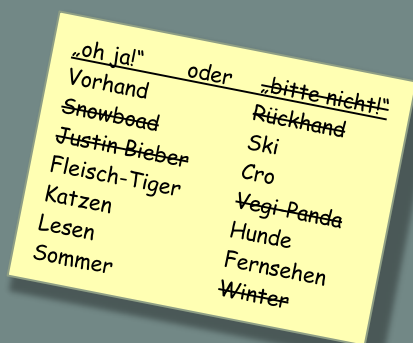 „oh ja!“ oder „bitte nicht!“
Vorhand Rückhand
Snowboad Ski
Justin Bieber Cro
Fleisch-Tiger Vegi Panda
Katzen Hunde
Lesen Fernsehen
Sommer Winter